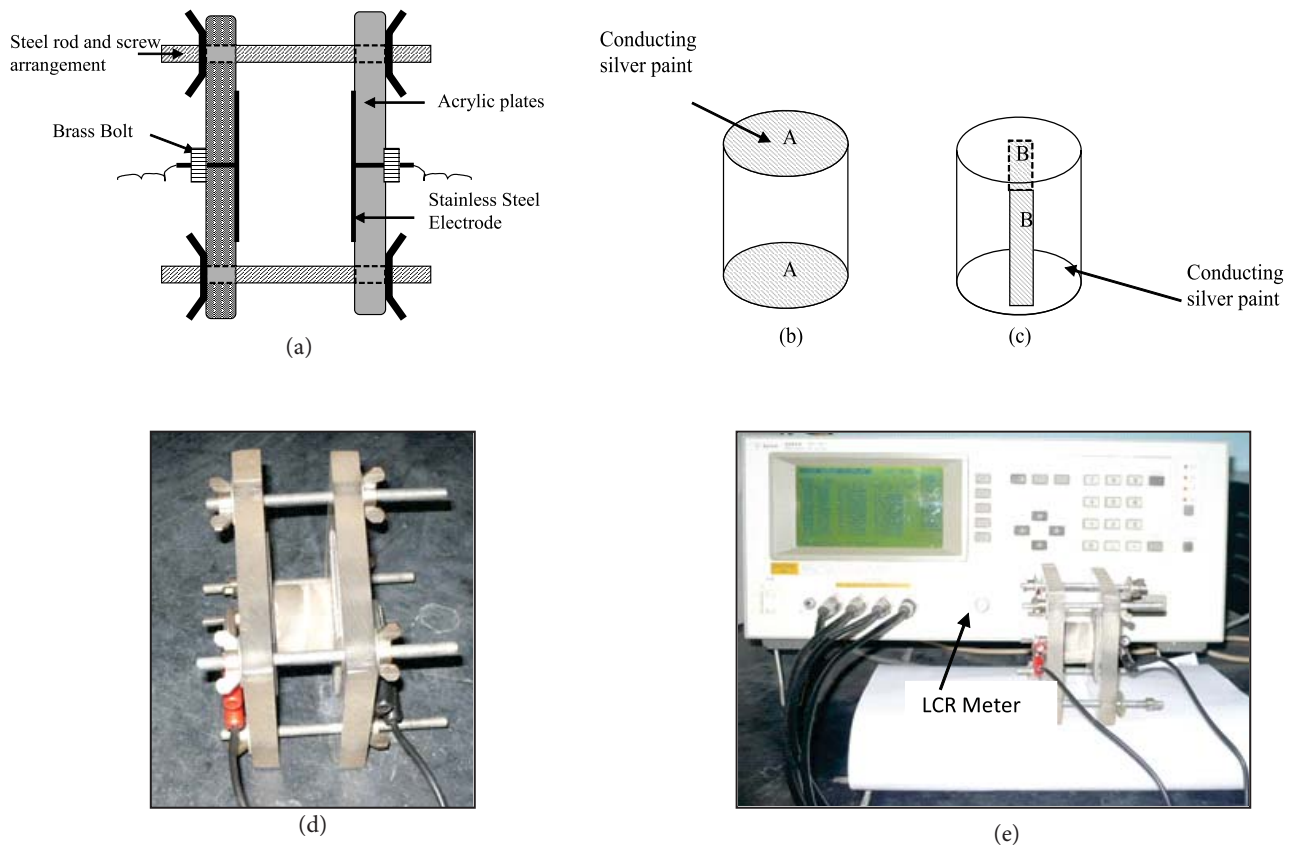 Steel rod and screw
arrangement
Brass Bolt
Acrylic plates
Stainless Steel
Electrode
(a)
Conducting
silver paint
A
A
(b)
B
B
Conducting
silver paint
(c)
(d)
LCR Meter
(e)